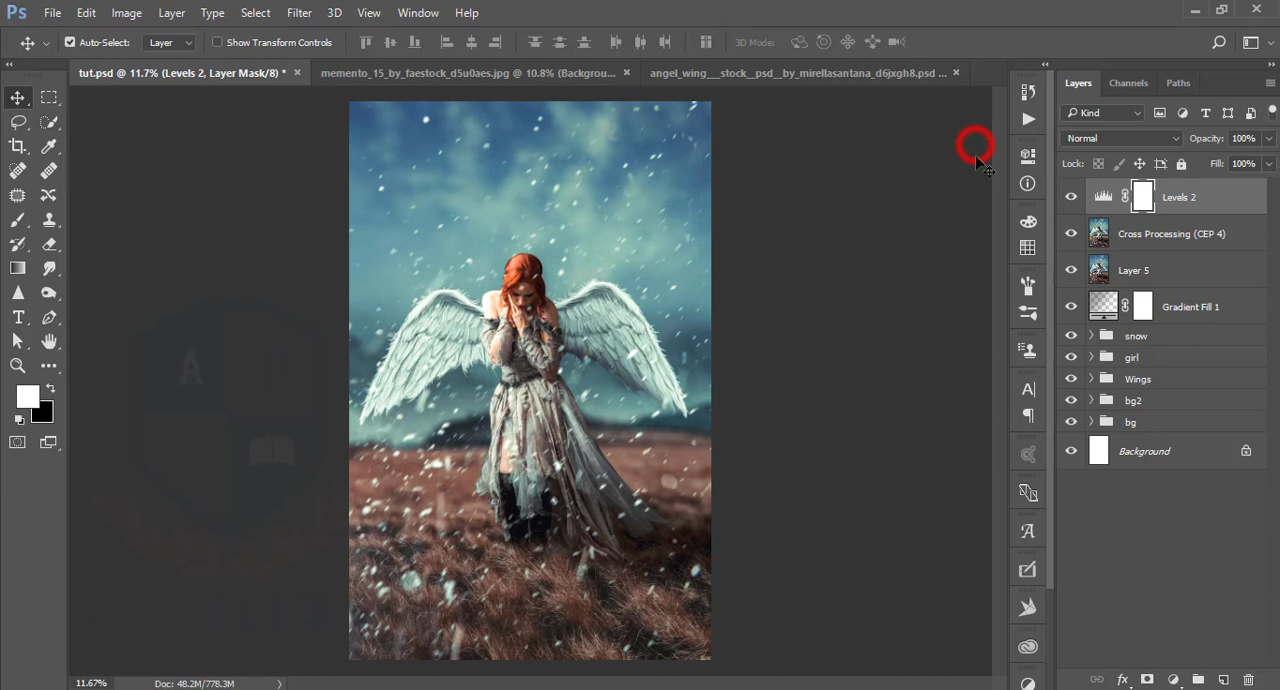 Ps File Edit Image Layer Type Select Filter 3D View Window Help
Auto-Select: Layer Show Transform Controls 3D Mode:
tut.psd @ 11.7% (Levels 2, Layer Mask/8) * × memento_15_by_faestock_d5u0aes.jpg @ 10.8% (Backgrou... × angel_wing___stock__psd__by_mirellasantana_d6jxgh8.psd ... ×
Layers Channels Paths
Kind
Normal Opacity: 100%
Lock: Fill: 100%
Levels 2
Cross Processing (CEP 4)
Layer 5
Gradient Fill 1
snow
girl
Wings
bg2
bg
Background
A
11.67% Doc: 48.2M/778.3M
fx